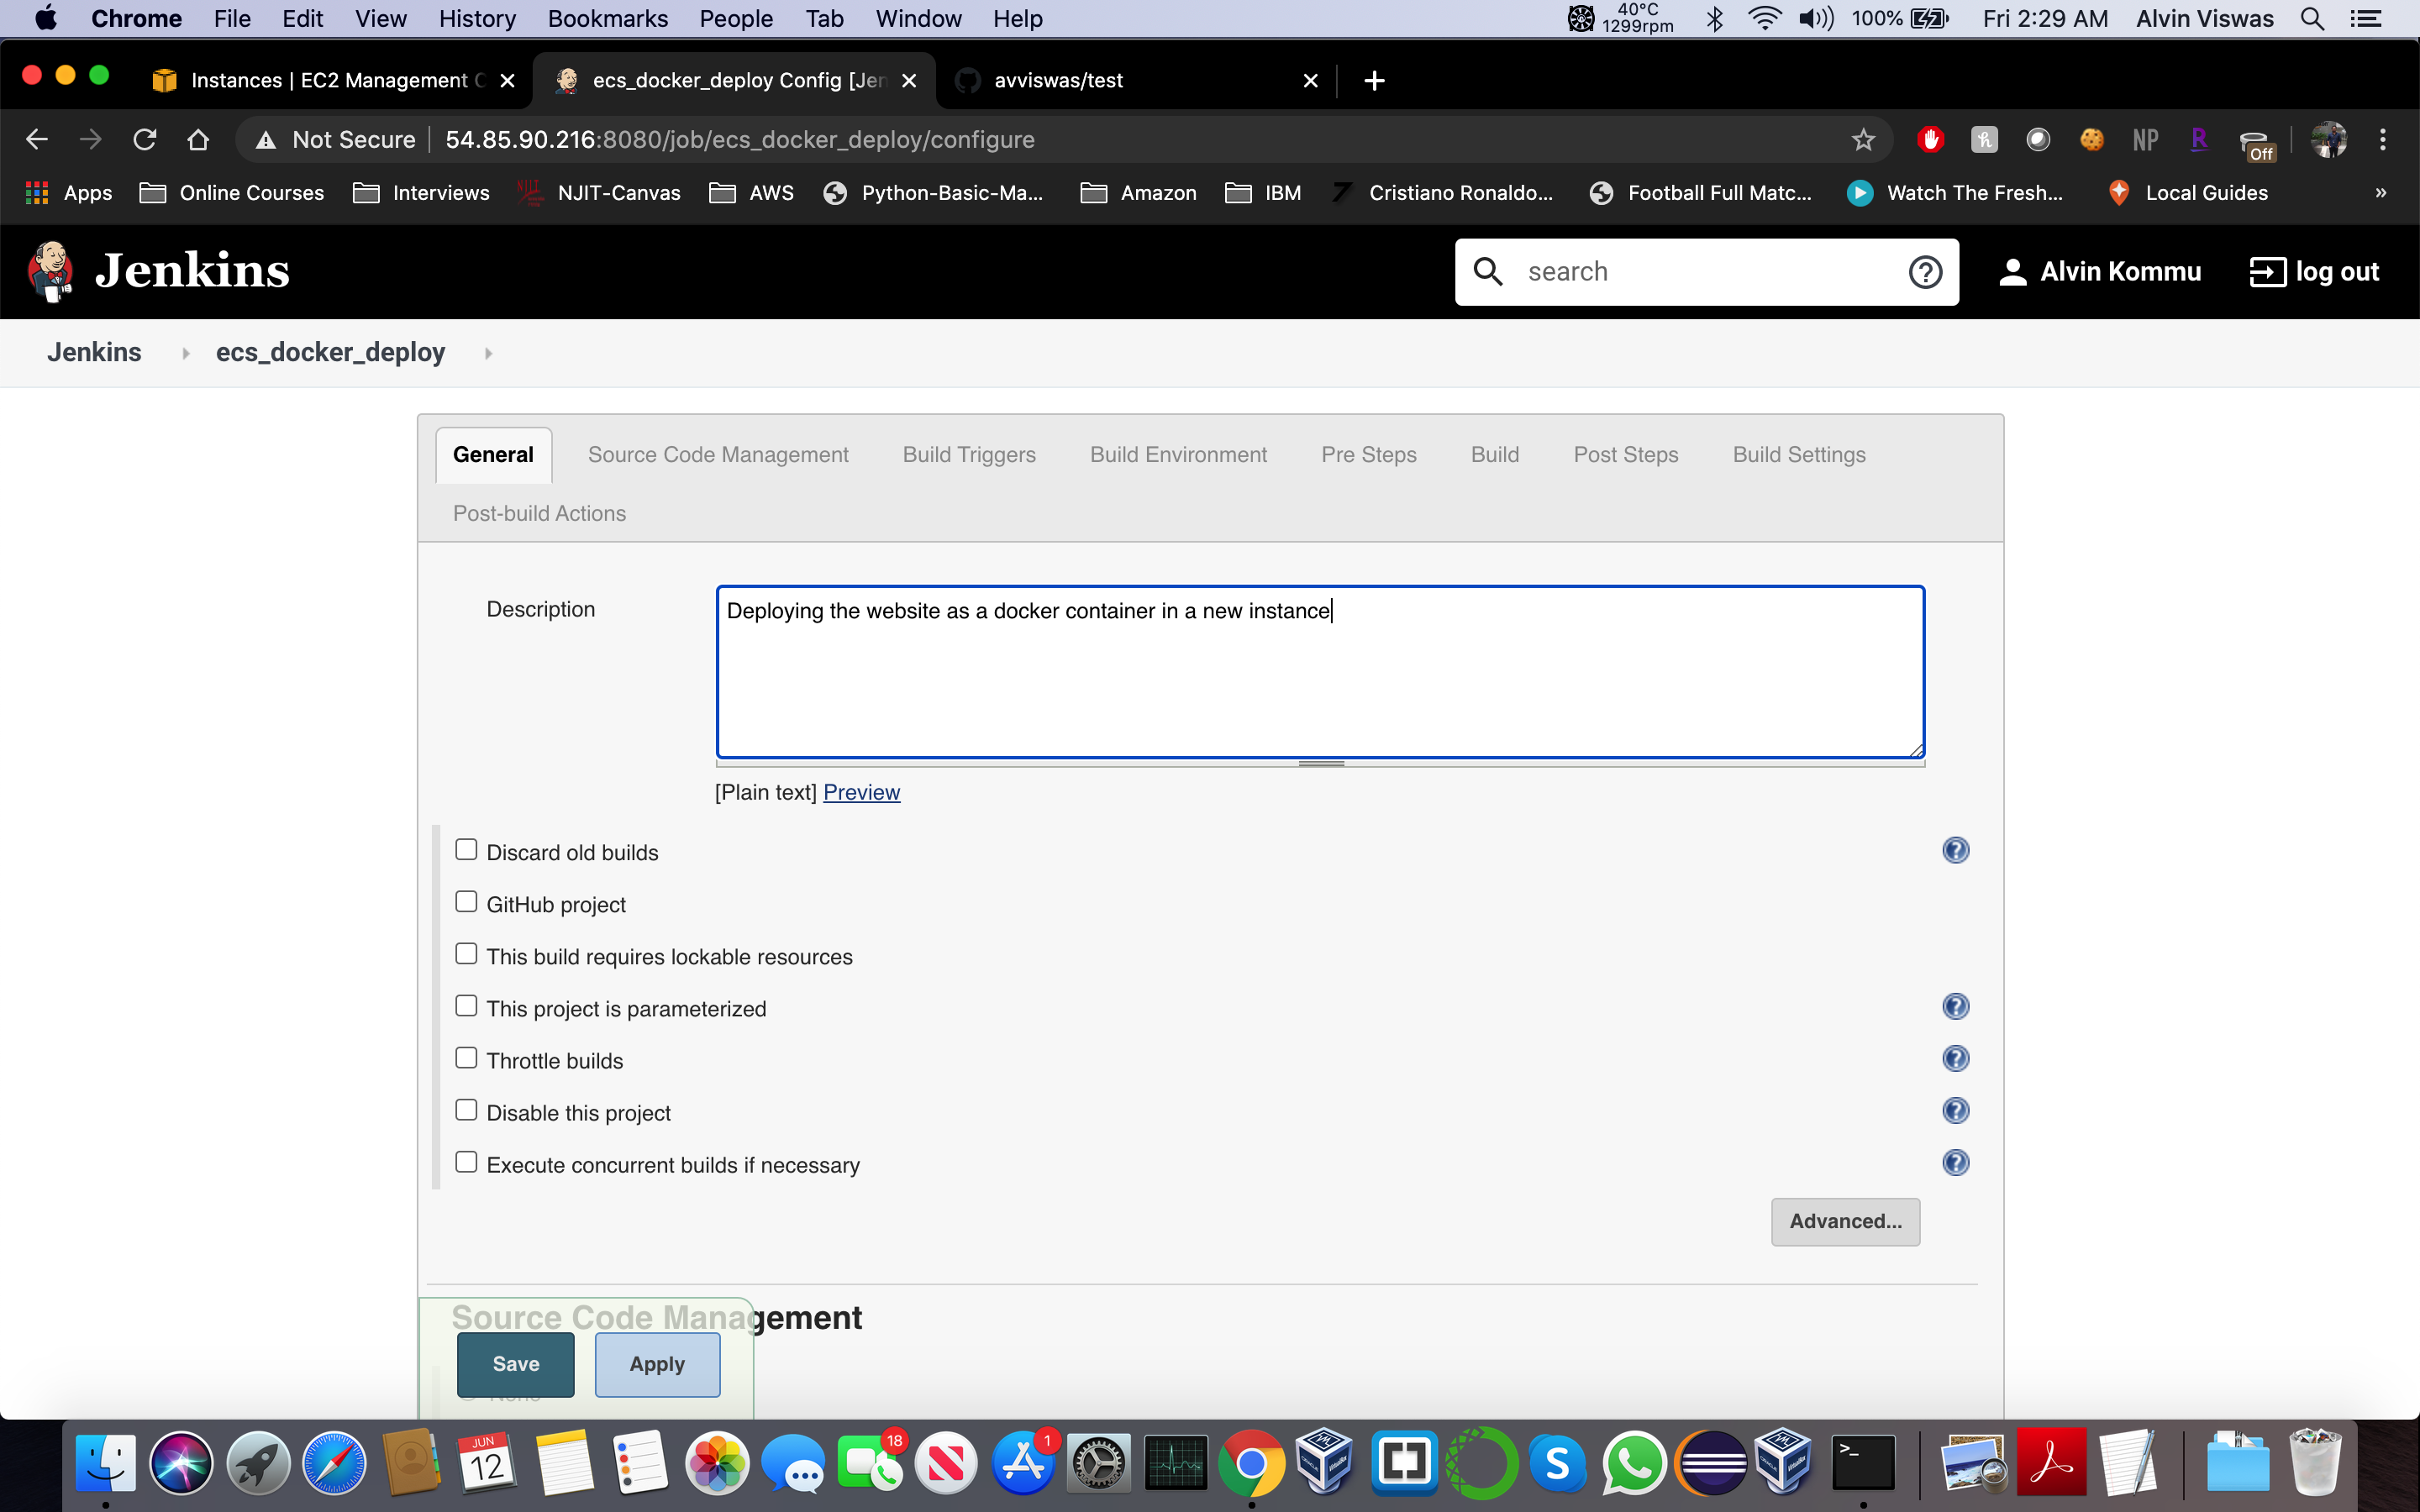 Chrome File Edit View History Bookmarks People Tab Window Help 40°C 1299rpm 100% Fri 2:29 AM Alvin Viswas
Instances | EC2 Management C ecs_docker_deploy Config [Jen avviswas/test
Not Secure 54.85.90.216:8080/job/ecs_docker_deploy/configure NP R Off
Apps Online Courses Interviews NJIT-Canvas AWS Python-Basic-Ma... Amazon IBM Cristiano Ronaldo... Football Full Matc... Watch The Fresh... Local Guides »
Jenkins search Alvin Kommu log out
Jenkins ecs_docker_deploy
General Source Code Management Build Triggers Build Environment Pre Steps Build Post Steps Build Settings
Post-build Actions
Description Deploying the website as a docker container in a new instance
[Plain text] Preview
Discard old builds
GitHub project
This build requires lockable resources
This project is parameterized
Throttle builds
Disable this project
Execute concurrent builds if necessary
Advanced...
Source Code Management
Save Apply
None
18 1
JUN
12